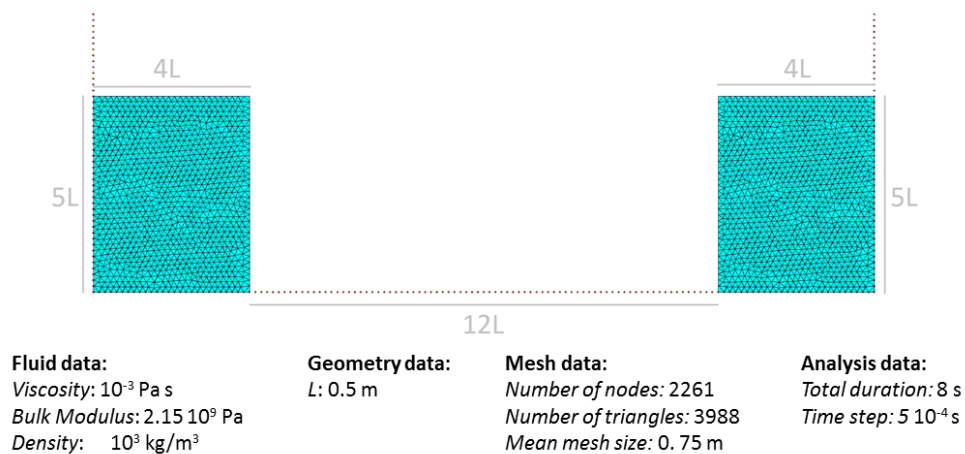 4L 4L
5L 5L
12L
Fluid data: Geometry data: Mesh data: Analysis data:
Viscosity: 10⁻³ Pa s L: 0.5 m Number of nodes: 2261 Total duration: 8 s
Bulk Modulus: 2.15 10⁹ Pa Number of triangles: 3988 Time step: 5 10⁻⁴ s
Density: 10³ kg/m³ Mean mesh size: 0. 75 m